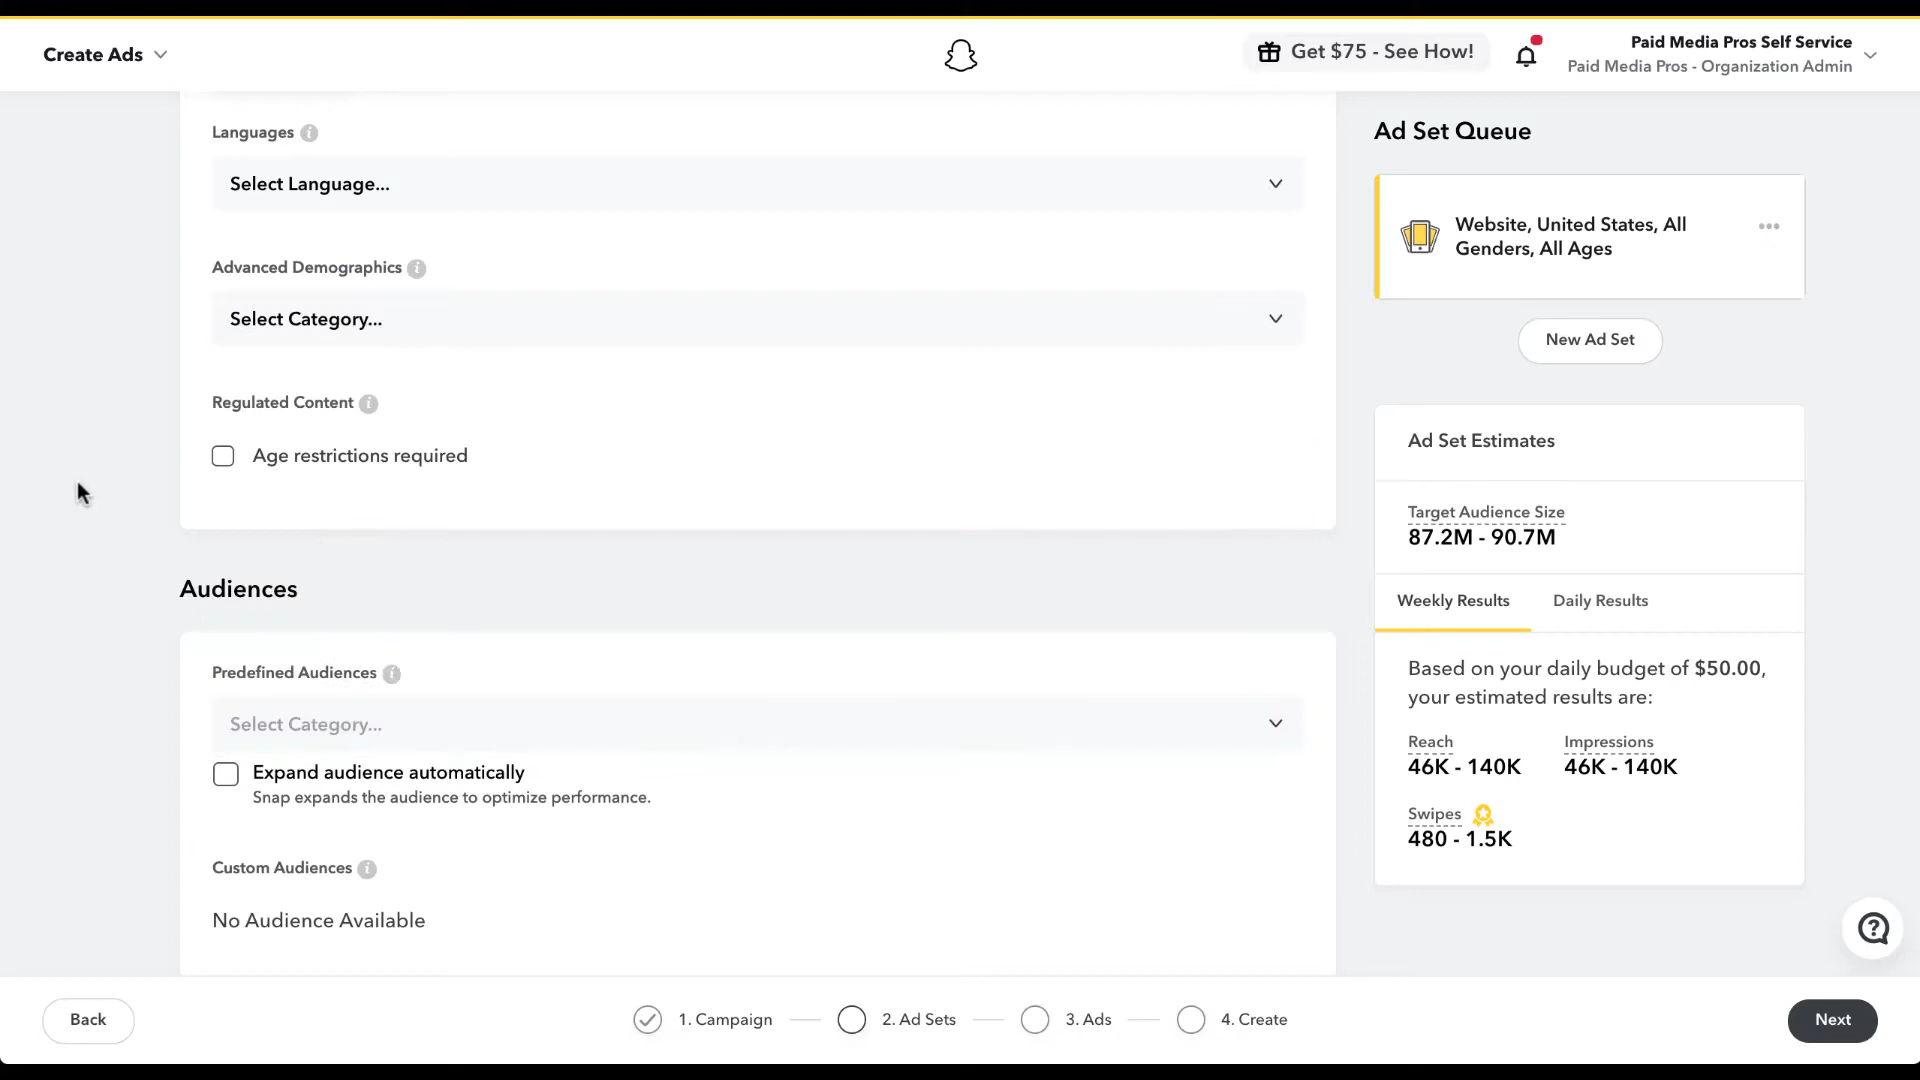 Create Ads
Get $75 - See How!
Paid Media Pros Self Service
Paid Media Pros - Organization Admin
Languages
Select Language...
Advanced Demographics
Select Category...
Regulated Content
Age restrictions required
Audiences
Predefined Audiences
Select Category...
Expand audience automatically
Snap expands the audience to optimize performance.
Custom Audiences
No Audience Available
Ad Set Queue
Website, United States, All
Genders, All Ages
New Ad Set
Ad Set Estimates
Target Audience Size
87.2M - 90.7M
Weekly Results
Daily Results
Based on your daily budget of $50.00,
your estimated results are:
Reach
46K - 140K
Impressions
46K - 140K
Swipes
480 - 1.5K
Back
1. Campaign
2. Ad Sets
3. Ads
4. Create
Next